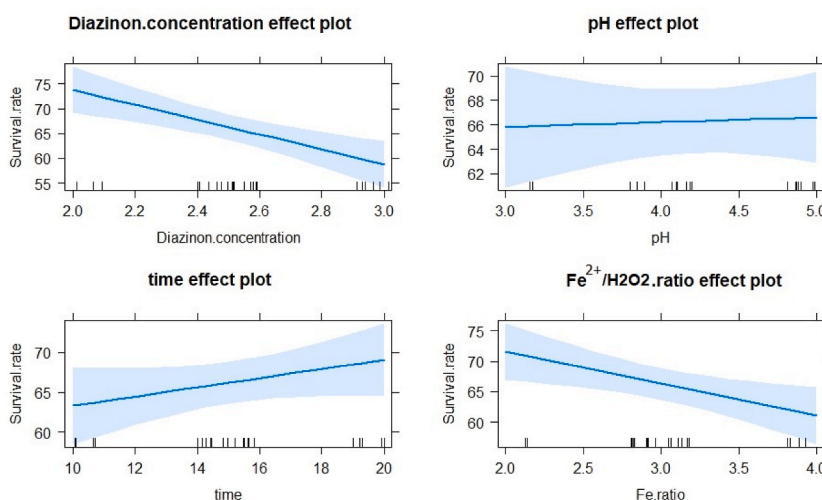 Diazinon.concentration effect plot
Survival.rate
75
70
65
60
55
2.0 2.2 2.4 2.6 2.8 3.0
Diazinon.concentration
pH effect plot
Survival.rate
70
68
66
64
62
3.0 3.5 4.0 4.5 5.0
pH
time effect plot
Survival.rate
70
65
60
10 12 14 16 18 20
time
Fe²⁺/H2O2.ratio effect plot
Survival.rate
75
70
65
60
2.0 2.5 3.0 3.5 4.0
Fe.ratio